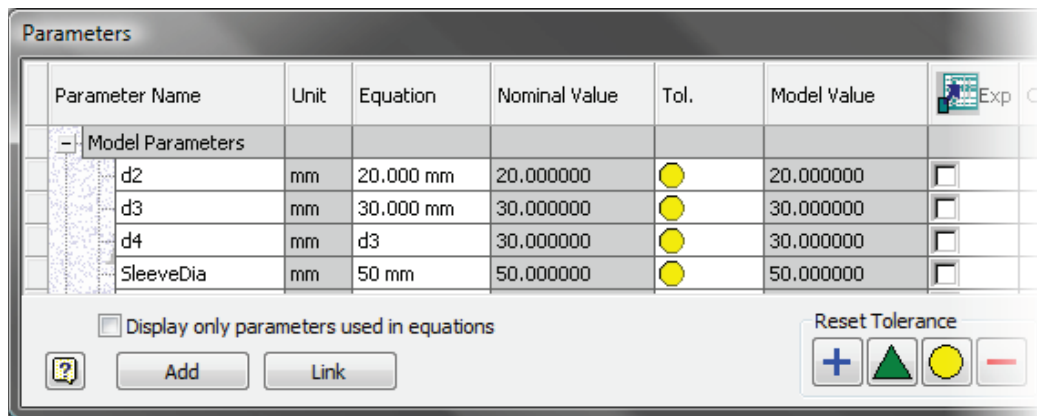 Parameters
Parameter Name Unit Equation Nominal Value Tol. Model Value Exp
Model Parameters
d2 mm 20.000 mm 20.000000 20.000000
d3 mm 30.000 mm 30.000000 30.000000
d4 mm d3 30.000000 30.000000
SleeveDia mm 50 mm 50.000000 50.000000
Display only parameters used in equations
Reset Tolerance
? Add Link